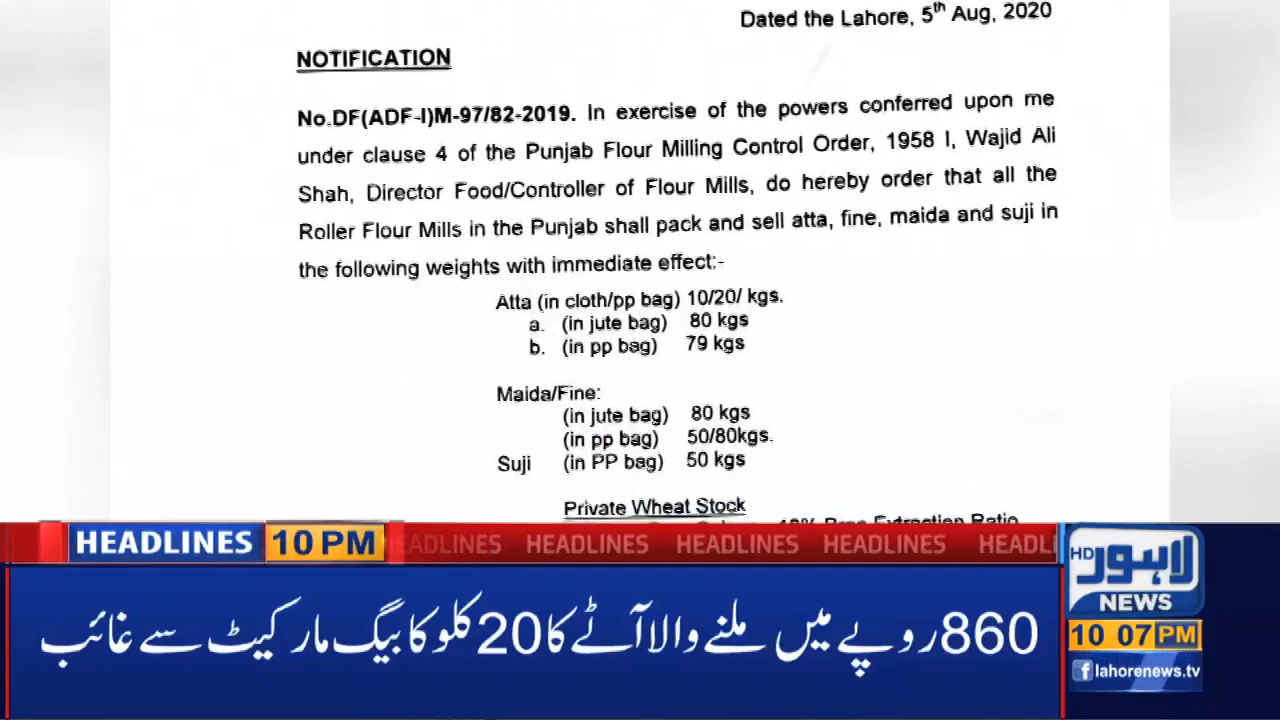 Dated the Lahore, 5th Aug, 2020
NOTIFICATION
No.DF(ADF-I)M-97/82-2019. In exercise of the powers conferred upon me
under clause 4 of the Punjab Flour Milling Control Order, 1958 I, Wajid Ali
Shah, Director Food/Controller of Flour Mills, do hereby order that all the
Roller Flour Mills in the Punjab shall pack and sell atta, fine, maida and suji in
the following weights with immediate effect:-
Atta (in cloth/pp bag) 10/20/ kgs.
a. (in jute bag) 80 kgs
b. (in pp bag) 79 kgs
Maida/Fine:
(in jute bag) 80 kgs
(in pp bag) 50/80kgs.
Suji (in PP bag) 50 kgs
Private Wheat Stock
Extraction Ratio
HEADLINES 10 PM EADLINES HEADLINES HEADLINES HEADLINES HEADL
HD لاہور
NEWS
10 07 PM
f lahorenews.tv
860 روپے میں ملنے والا آٹے کا 20 کلو کا بیگ مارکیٹ سے غائب